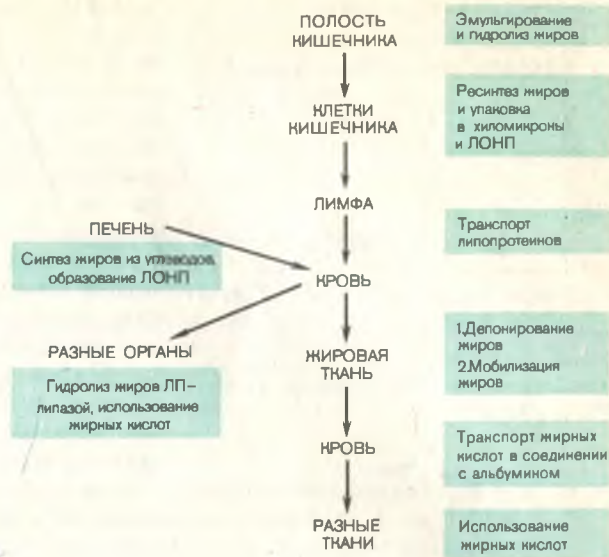 ПОЛОСТЬ
КИШЕЧНИКА
Эмульгирование
и гидролиз жиров
КЛЕТКИ
КИШЕЧНИКА
Ресинтез жиров
и упаковка
в хиломикроны
и ЛОНП
ЛИМФА
Транспорт
липопротеинов
ПЕЧЕНЬ
Синтез жиров из углеводов,
образование ЛОНП
КРОВЬ
РАЗНЫЕ ОРГАНЫ
Гидролиз жиров ЛП–
липазой, использование
жирных кислот
ЖИРОВАЯ
ТКАНЬ
1.Депонирование
жиров
2.Мобилизация
жиров
КРОВЬ
Транспорт жирных
кислот в соединении
с альбумином
РАЗНЫЕ
ТКАНИ
Использование
жирных кислот